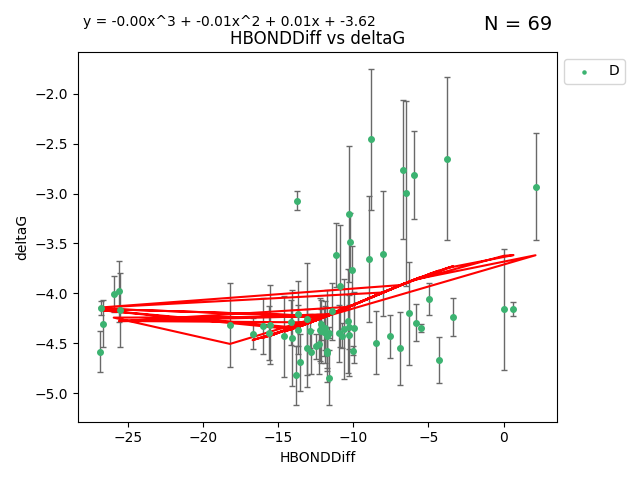 y = -0.00x^3 + -0.01x^2 + 0.01x + -3.62
N = 69
HBONDDiff vs deltaG
D
−2.0
−2.5
−3.0
−3.5
−4.0
−4.5
−5.0
deltaG
−25
−20
−15
−10
−5
0
HBONDDiff